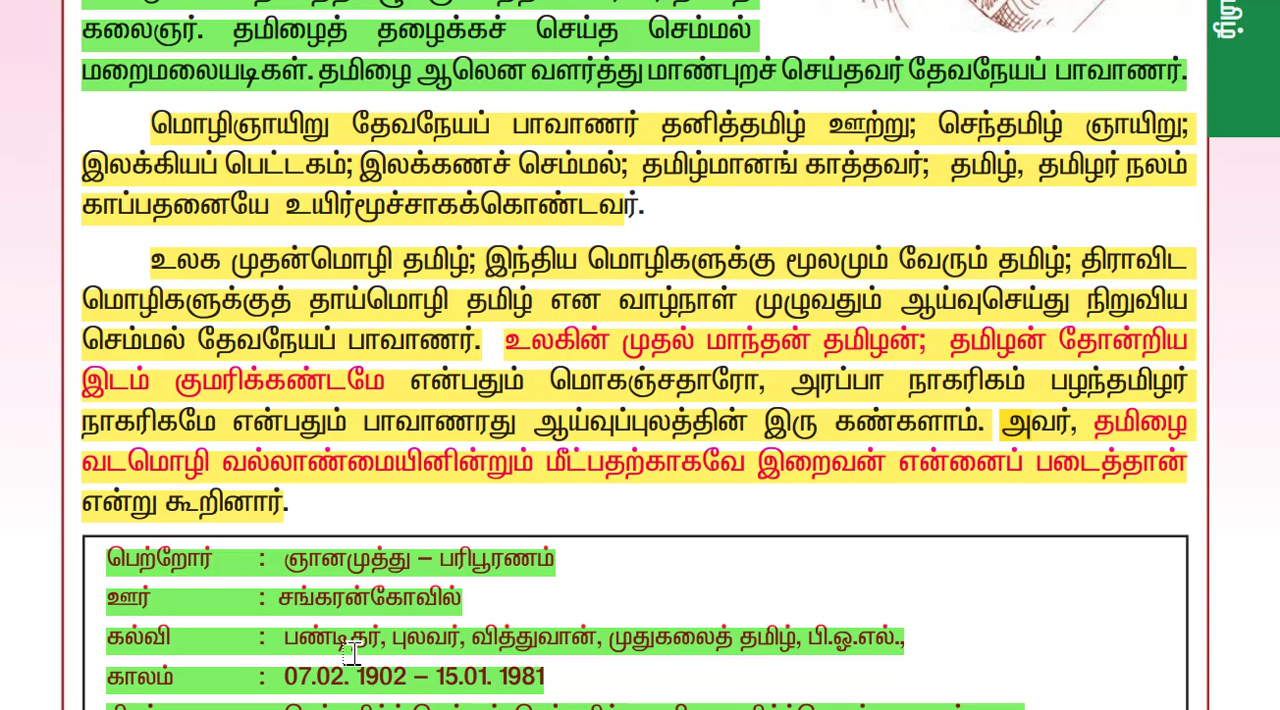 கலைஞர். தமிழைத் தழைக்கச் செய்த செம்மல்
மறைமலையடிகள். தமிழை ஆலென வளர்த்து மாண்புறச் செய்தவர் தேவநேயப் பாவாணர்.
மொழிஞாயிறு தேவநேயப் பாவாணர் தனித்தமிழ் ஊற்று; செந்தமிழ் ஞாயிறு;
இலக்கியப் பெட்டகம்; இலக்கணச் செம்மல்; தமிழ்மானங் காத்தவர்; தமிழ், தமிழர் நலம்
காப்பதனையே உயிர்மூச்சாகக்கொண்டவர்.
உலக முதன்மொழி தமிழ்; இந்திய மொழிகளுக்கு மூலமும் வேரும் தமிழ்; திராவிட
மொழிகளுக்குத் தாய்மொழி தமிழ் என வாழ்நாள் முழுவதும் ஆய்வுசெய்து நிறுவிய
செம்மல் தேவநேயப் பாவாணர். உலகின் முதல் மாந்தன் தமிழன்; தமிழன் தோன்றிய
இடம் குமரிக்கண்டமே என்பதும் மொகஞ்சதாரோ, அரப்பா நாகரிகம் பழந்தமிழர்
நாகரிகமே என்பதும் பாவாணரது ஆய்வுப்புலத்தின் இரு கண்களாம். அவர், தமிழை
வடமொழி வல்லாண்மையினின்றும் மீட்பதற்காகவே இறைவன் என்னைப் படைத்தான்
என்று கூறினார்.
பெற்றோர் : ஞானமுத்து – பரிபூரணம்
ஊர் : சங்கரன்கோவில்
கல்வி : பண்டிதர், புலவர், வித்துவான், முதுகலைத் தமிழ், பி.ஓ.எல்.,
காலம் : 07.02. 1902 – 15.01. 1981